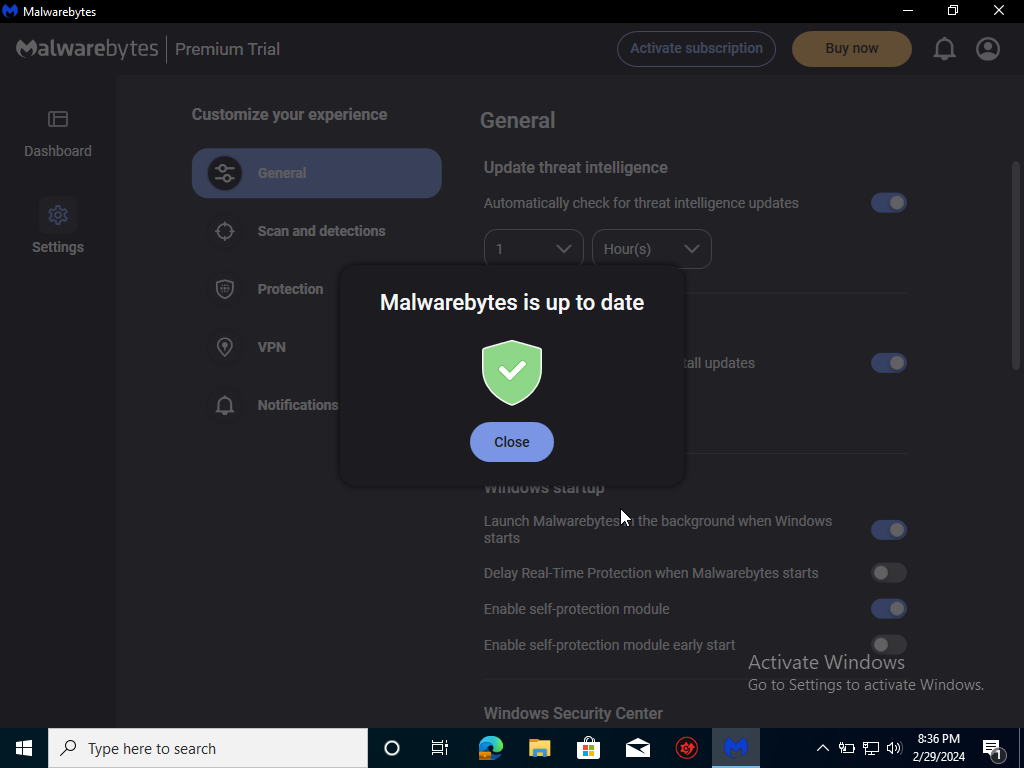 Malwarebytes
Malwarebytes Premium Trial
Activate subscription
Buy now
Dashboard
Settings
Customize your experience
General
Scan and detections
Protection
VPN
Notifications
General
Update threat intelligence
Automatically check for threat intelligence updates
1 Hour(s)
Malwarebytes is up to date
tall updates
Close
Windows startup
Launch Malwarebytes the background when Windows
starts
Delay Real-Time Protection when Malwarebytes starts
Enable self-protection module
Enable self-protection module early start
Activate Windows
Go to Settings to activate Windows.
Windows Security Center
Type here to search
8:36 PM
2/29/2024
1